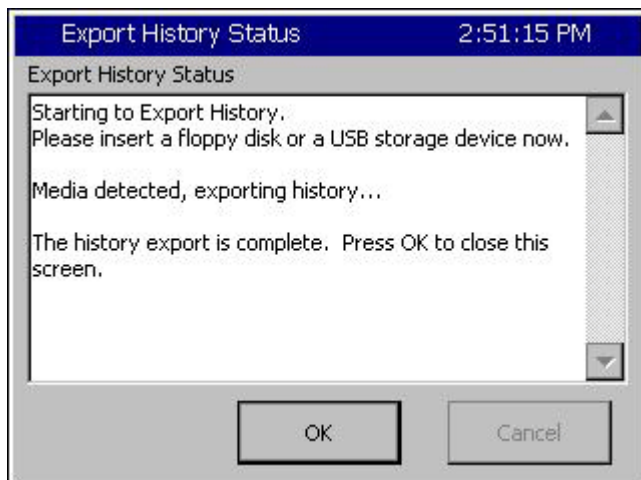 Export History Status 2:51:15 PM
Export History Status
Starting to Export History.
Please insert a floppy disk or a USB storage device now.
Media detected, exporting history...
The history export is complete.  Press OK to close this
screen.
OK Cancel